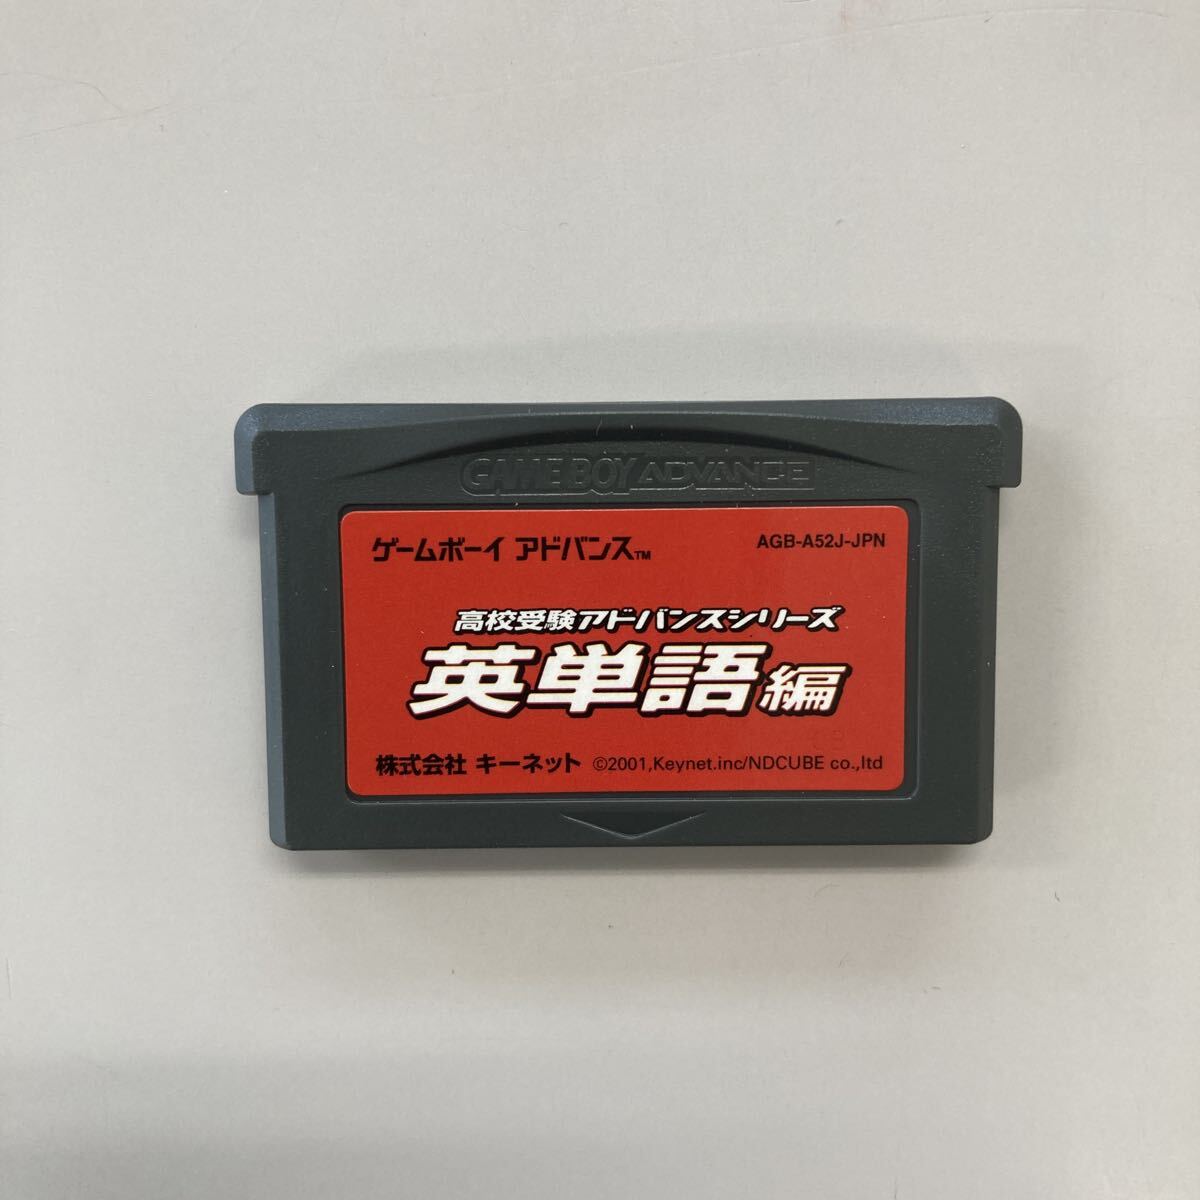 GAME BOY ADVANCE
ゲームボーイ アドバンス™ AGB-A52J-JPN
高校受験アドバンスシリーズ
英単語編
株式会社 キーネット ©2001,Keynet.inc/NDCUBE co.,ltd